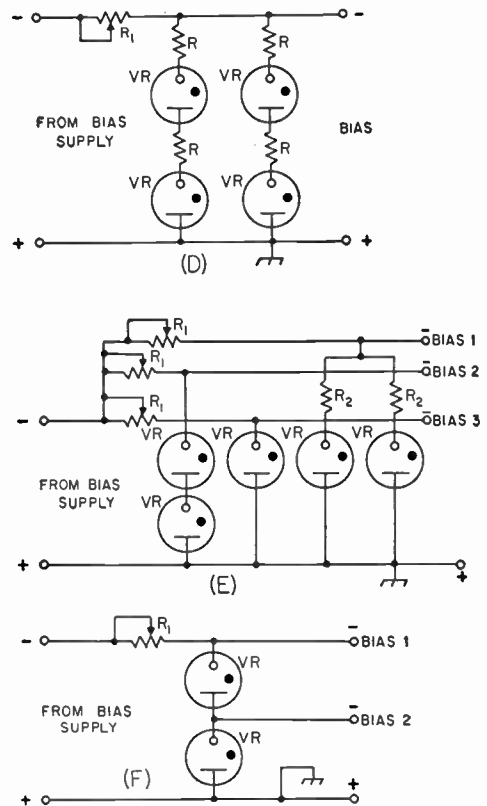 - -
R₁ R R
VR VR
FROM BIAS SUPPLY BIAS
R R
VR VR
+ +
(D)
R₁ - BIAS 1
R₁ - BIAS 2
R₂ R₂
- R₁ - BIAS 3
VR VR VR VR
FROM BIAS SUPPLY
VR
+ +
(E)
- R₁ - BIAS 1
VR
FROM BIAS SUPPLY - BIAS 2
VR
+ +
(F)